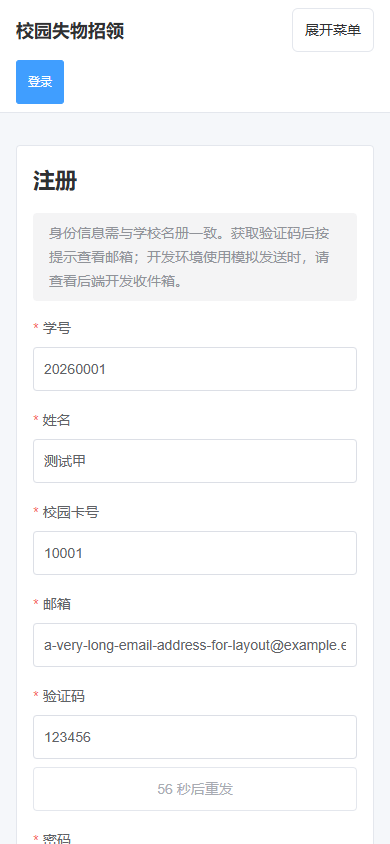 校园失物招领
展开菜单
登录
注册
身份信息需与学校名册一致。获取验证码后按
提示查看邮箱；开发环境使用模拟发送时，请
查看后端开发收件箱。
* 学号
20260001
* 姓名
测试甲
* 校园卡号
10001
* 邮箱
a-very-long-email-address-for-layout@example.e
* 验证码
123456
56 秒后重发
* 密码